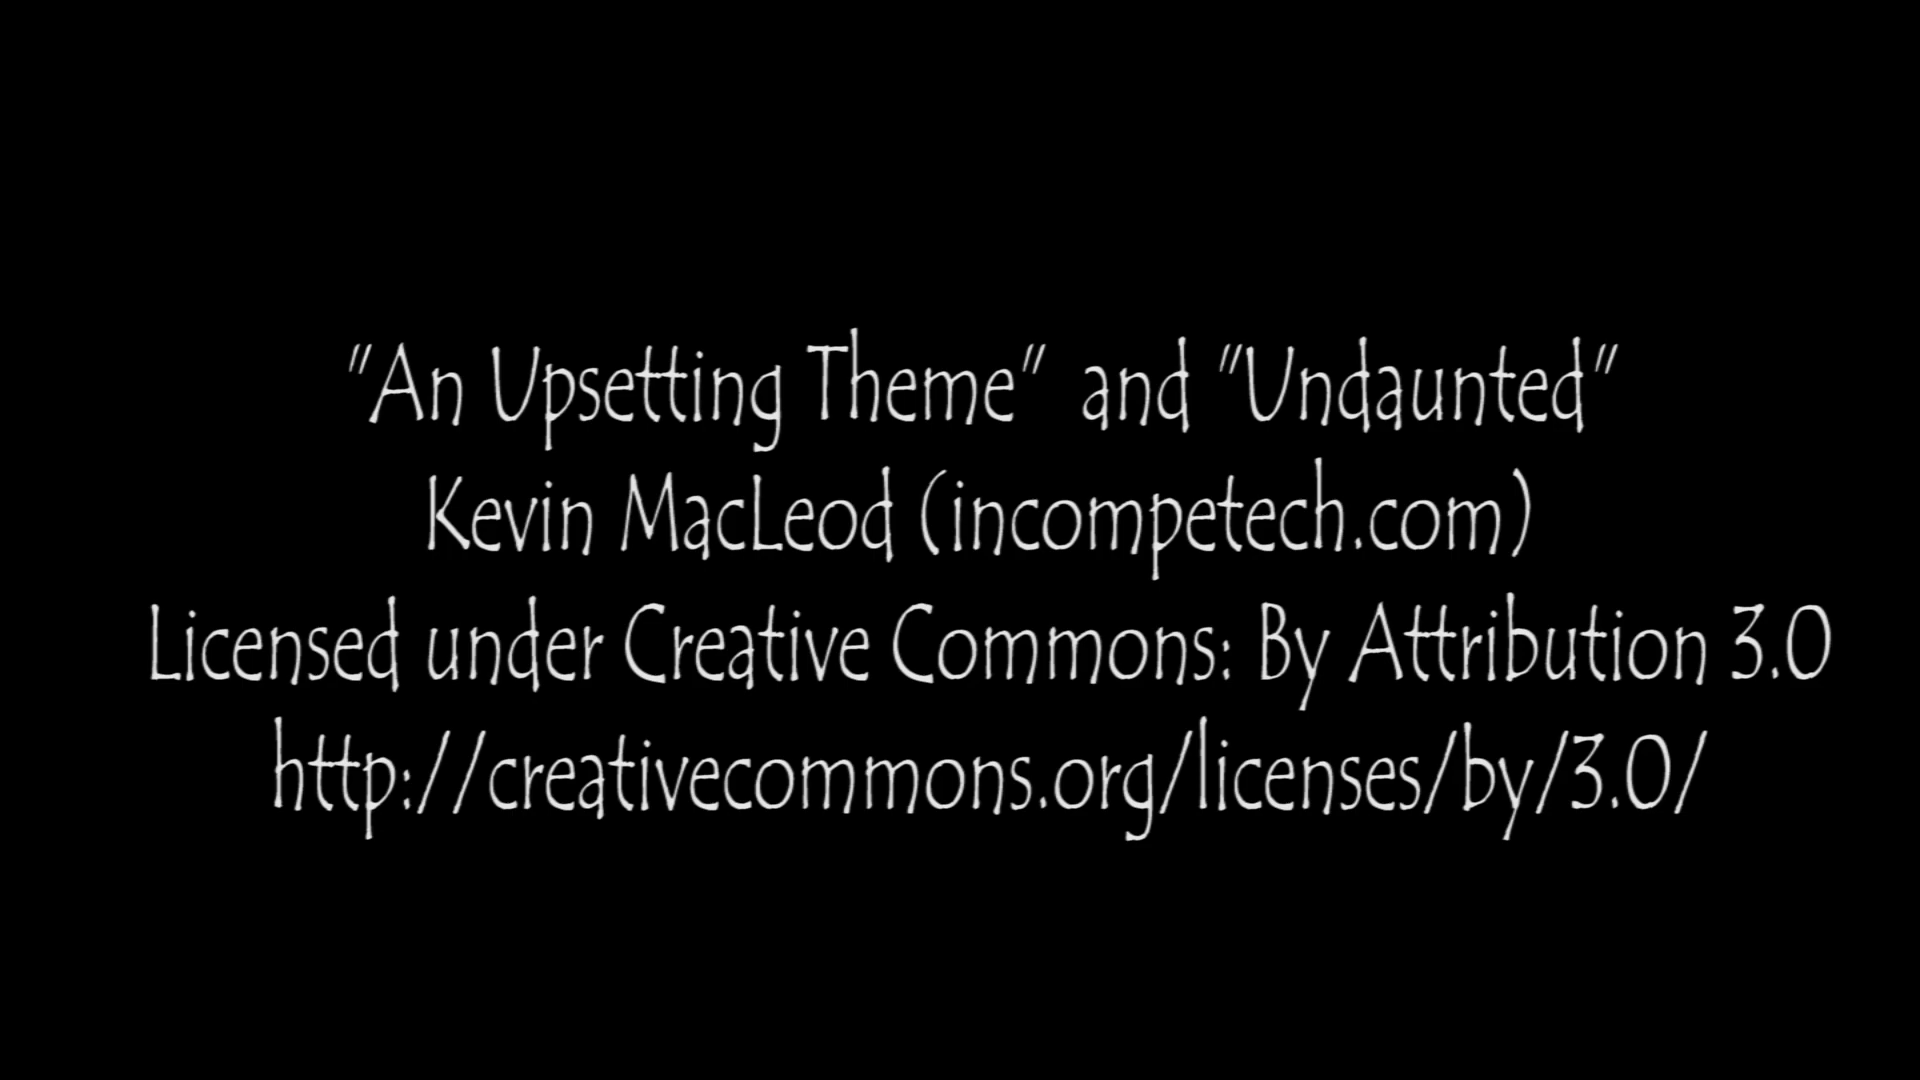 "An Upsetting Theme" and "Undaunted"
Kevin MacLeod (incompetech.com)
Licensed under Creative Commons: By Attribution 3.0
http://creativecommons.org/licenses/by/3.0/